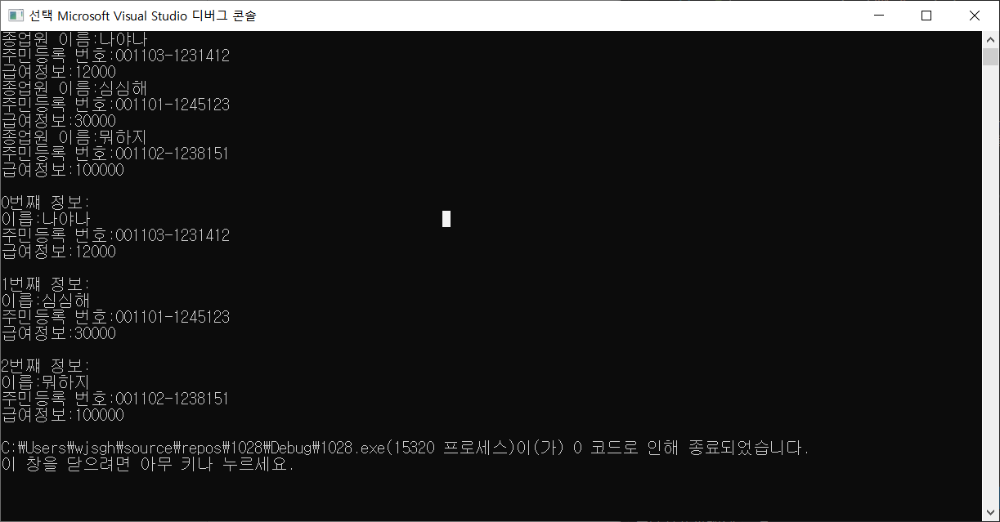 선택 Microsoft Visual Studio 디버그 콘솔
종업원 이름:나야나
주민등록 번호:001103-1231412
급여정보:12000
종업원 이름:심심해
주민등록 번호:001101-1245123
급여정보:30000
종업원 이름:뭐하지
주민등록 번호:001102-1238151
급여정보:100000
0번째 정보:
이릅:나야나
주민등록 번호:001103-1231412
급여정보:12000
1번째 정보:
이릅:심심해
주민등록 번호:001101-1245123
급여정보:30000
2번째 정보:
이릅:뭐하지
주민등록 번호:001102-1238151
급여정보:100000
C:₩Users₩wjsgh₩source₩repos₩1028₩Debug₩1028.exe(15320 프로세스)이(가) 0 코드로 인해 종료되었습니다.
이 창을 닫으려면 아무 키나 누르세요.